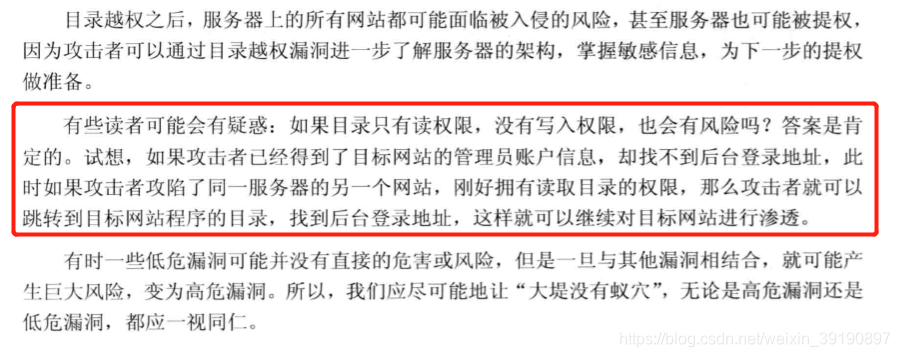 目录越权之后，服务器上的所有网站都可能面临被入侵的风险，甚至服务器也可能被提权，
因为攻击者可以通过目录越权漏洞进一步了解服务器的架构，掌握敏感信息，为下一步的提权
做准备。
有些读者可能会有疑惑：如果目录只有读权限，没有写入权限，也会有风险吗？答案是肯
定的。试想，如果攻击者已经得到了目标网站的管理员账户信息，却找不到后台登录地址，此
时如果攻击者攻陷了同一服务器的另一个网站，刚好拥有读取目录的权限，那么攻击者就可以
跳转到目标网站程序的目录，找到后台登录地址，这样就可以继续对目标网站进行渗透。
有时一些低危漏洞可能并没有直接的危害或风险，但是一旦与其他漏洞相结合，就可能产
生巨大风险，变为高危漏洞。所以，我们应尽可能地让“大堤没有蚁穴”，无论是高危漏洞还是
低危漏洞，都应一视同仁。
https://blog.csdn.net/weixin_39190897